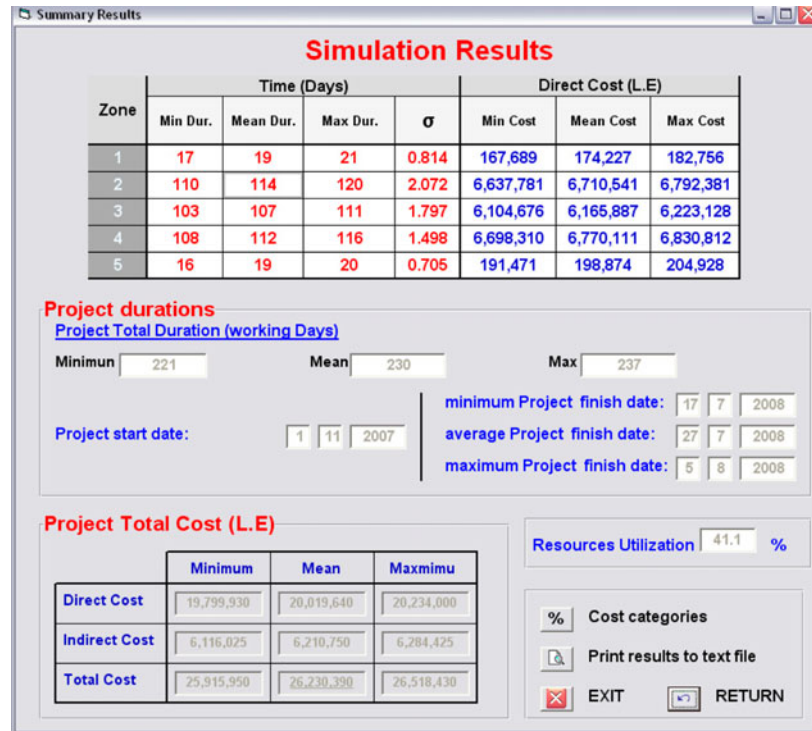 Summary Results
Simulation Results
Zone Time (Days) Direct Cost (L.E)
Min Dur. Mean Dur. Max Dur. σ Min Cost Mean Cost Max Cost
1 17 19 21 0.814 167,689 174,227 182,756
2 110 114 120 2.072 6,637,781 6,710,541 6,792,381
3 103 107 111 1.797 6,104,676 6,165,887 6,223,128
4 108 112 116 1.498 6,698,310 6,770,111 6,830,812
5 16 19 20 0.705 191,471 198,874 204,928
Project durations
Project Total Duration (working Days)
Minimun 221 Mean 230 Max 237
minimum Project finish date: 17 7 2008
Project start date: 1 11 2007 average Project finish date: 27 7 2008
maximum Project finish date: 5 8 2008
Project Total Cost (L.E)
Minimum Mean Maxmimu
Direct Cost 19,799,930 20,019,640 20,234,000
Indirect Cost 6,116,025 6,210,750 6,284,425
Total Cost 25,915,950 26,230,390 26,518,430
Resources Utilization 41.1 %
% Cost categories
Print results to text file
EXIT RETURN